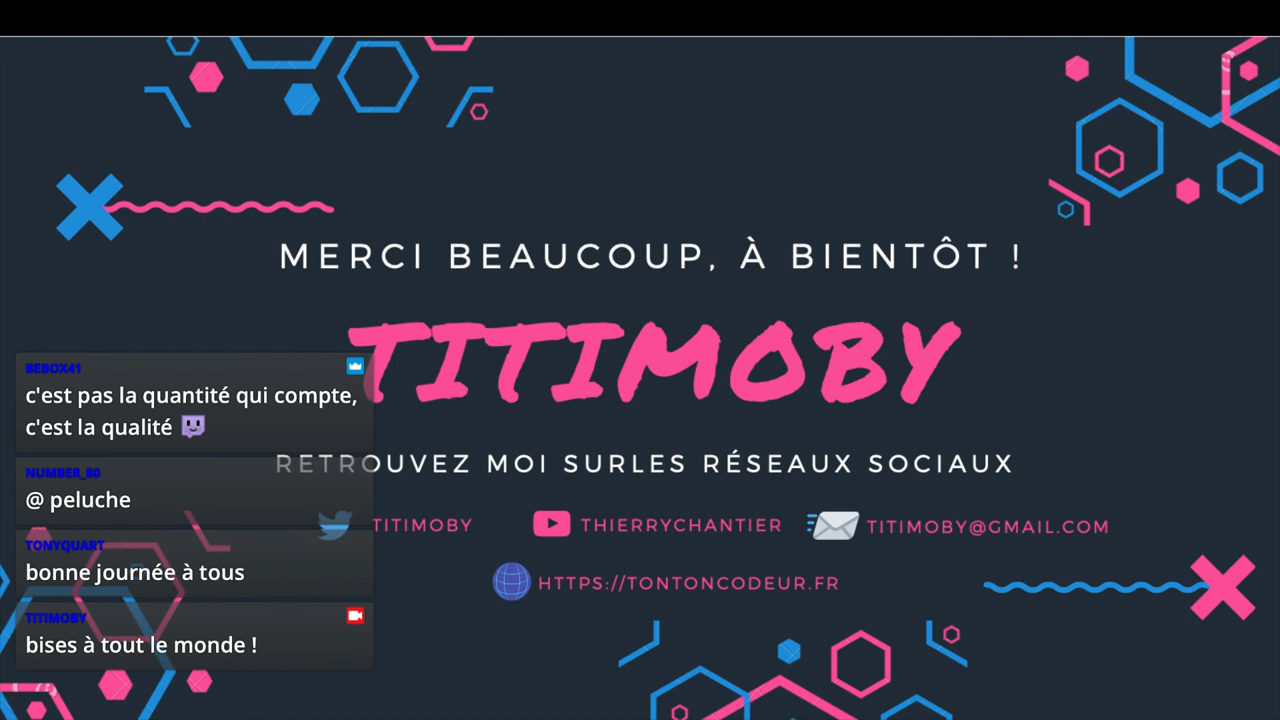 MERCI BEAUCOUP, À BIENTÔT !
TITIMOBY
RETROUVEZ MOI SURLES RÉSEAUX SOCIAUX
TITIMOBY
THIERRYCHANTIER
TITIMOBY@GMAIL.COM
HTTPS://TONTONCODEUR.FR
BEBOX41
c'est pas la quantité qui compte,
c'est la qualité
NUMBER_80
@ peluche
TONYQUART
bonne journée à tous
TITIMOBY
bises à tout le monde !